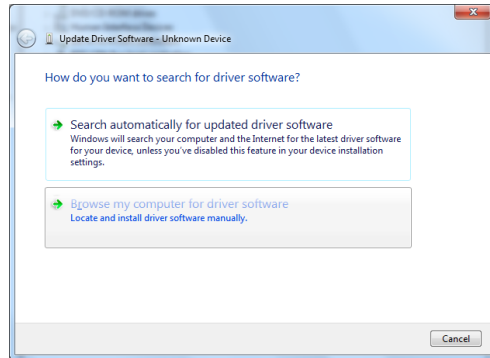 Update Driver Software - Unknown Device
How do you want to search for driver software?
Search automatically for updated driver software
Windows will search your computer and the Internet for the latest driver software
for your device, unless you've disabled this feature in your device installation
settings.
Browse my computer for driver software
Locate and install driver software manually.
Cancel